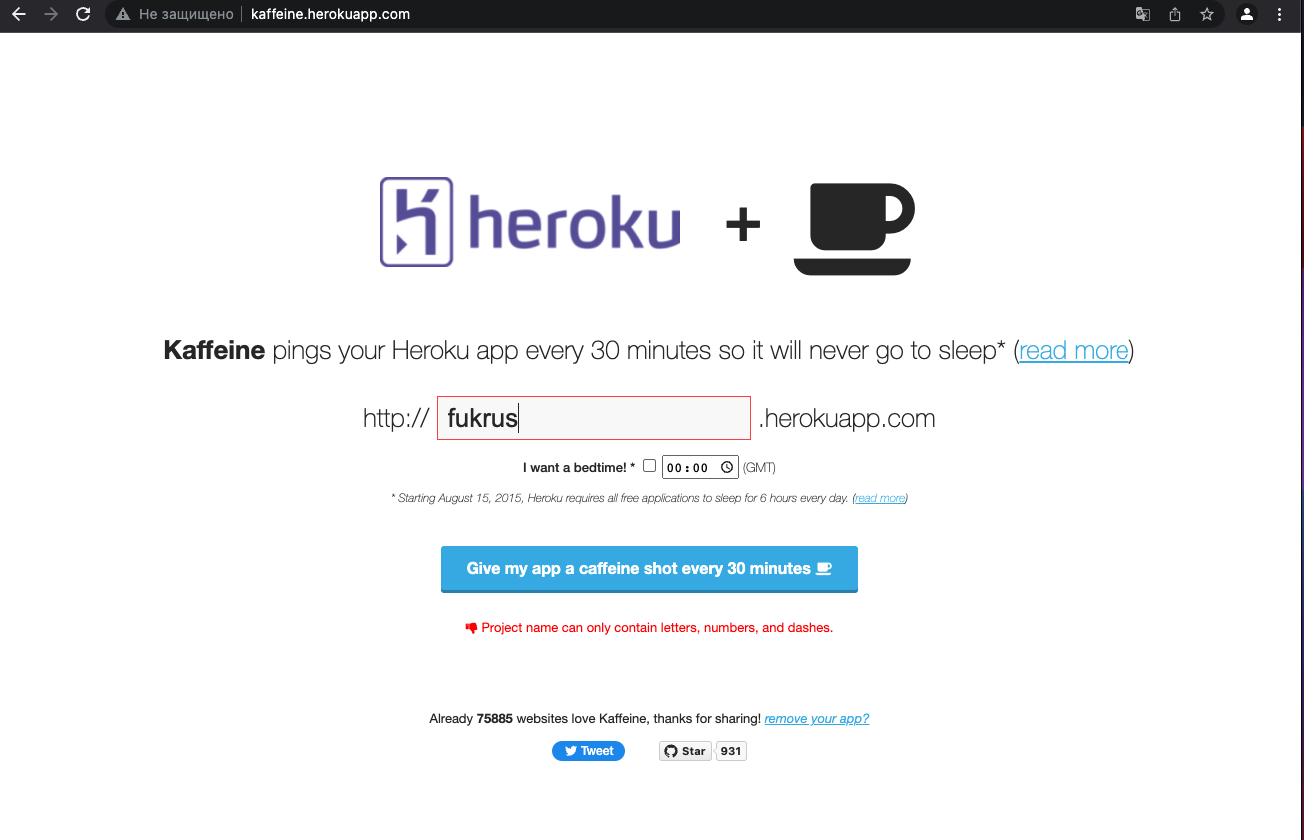 Не защищено kaffeine.herokuapp.com
heroku +
Kaffeine pings your Heroku app every 30 minutes so it will never go to sleep* (read more)
http:// fukrus .herokuapp.com
I want a bedtime! * 00:00 (GMT)
* Starting August 15, 2015, Heroku requires all free applications to sleep for 6 hours every day. (read more)
Give my app a caffeine shot every 30 minutes
Project name can only contain letters, numbers, and dashes.
Already 75885 websites love Kaffeine, thanks for sharing! remove your app?
Tweet Star 931